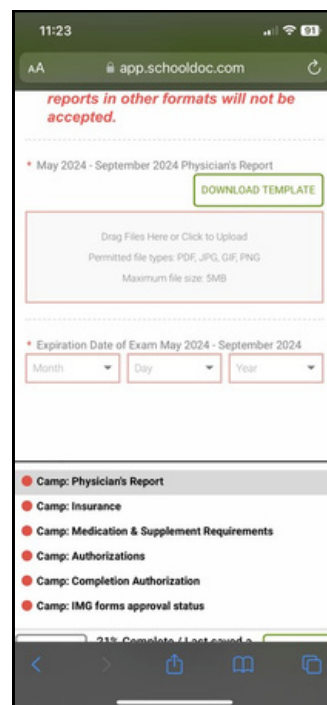 11:23
91
AA app.schooldoc.com
reports in other formats will not be
accepted.
* May 2024 - September 2024 Physician's Report
DOWNLOAD TEMPLATE
Drag Files Here or Click to Upload
Permitted file types: PDF, JPG, GIF, PNG
Maximum file size: 5MB
* Expiration Date of Exam May 2024 - September 2024
Month Day Year
Camp: Physician's Report
Camp: Insurance
Camp: Medication & Supplement Requirements
Camp: Authorizations
Camp: Completion Authorization
Camp: IMG forms approval status
21% Complete / Last saved a